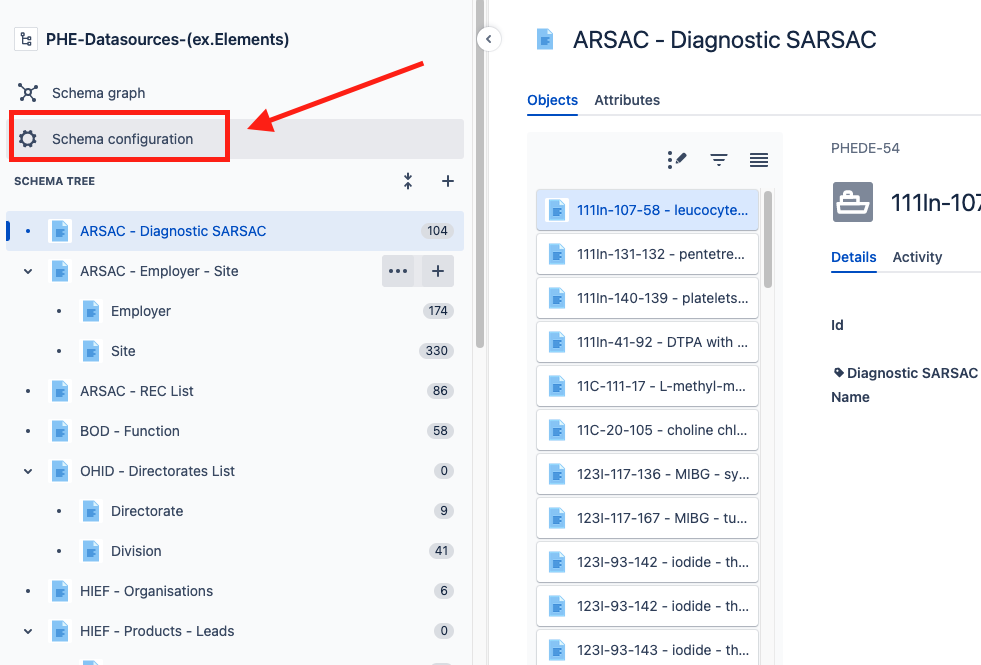 PHE-Datasources-(ex.Elements)
Schema graph
Schema configuration
SCHEMA TREE
ARSAC - Diagnostic SARSAC 104
ARSAC - Employer - Site
Employer 174
Site 330
ARSAC - REC List 86
BOD - Function 58
OHID - Directorates List 0
Directorate 9
Division 41
HIEF - Organisations 6
HIEF - Products - Leads 0
ARSAC - Diagnostic SARSAC
Objects Attributes
111In-107-58 - leucocyte...
111In-131-132 - pentetre...
111In-140-139 - platelets...
111In-41-92 - DTPA with ...
11C-111-17 - L-methyl-m...
11C-20-105 - choline chl...
123I-117-136 - MIBG - sy...
123I-117-167 - MIBG - tu...
123I-93-142 - iodide - th...
123I-93-142 - iodide - th...
123I-93-143 - iodide - th...
PHEDE-54
111In-107
Details Activity
Id
Diagnostic SARSAC
Name